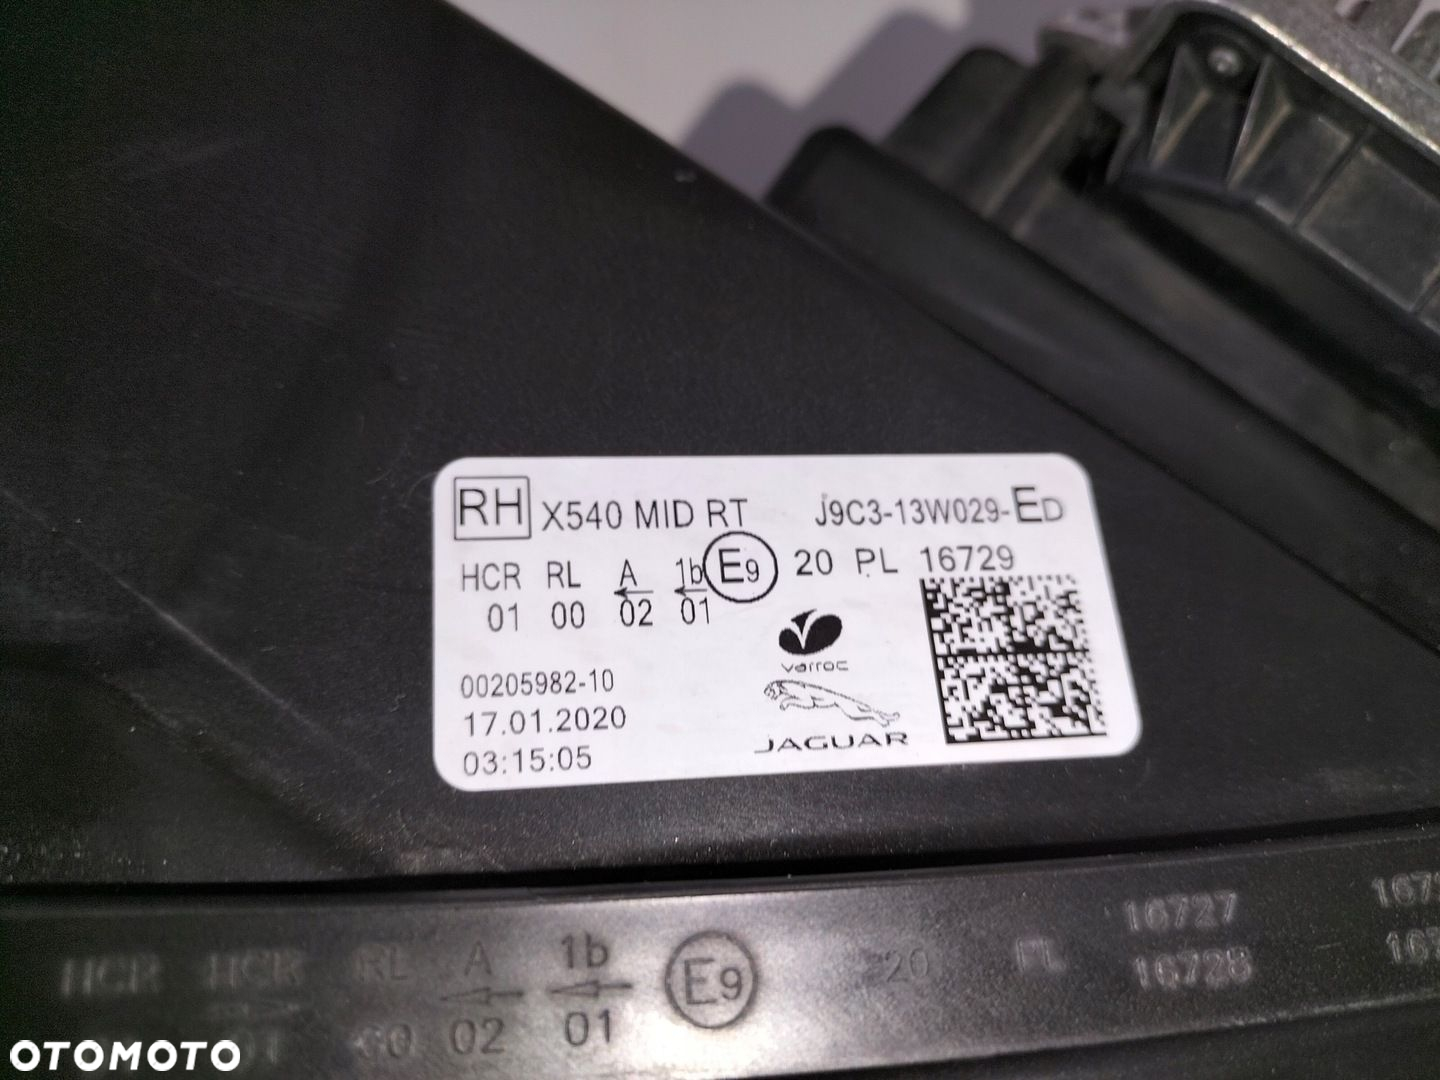 RH X540 MID RT J9C3-13W029-ED
HCR RL A 1b E9 20 PL 16729
01 00 02 01
varroc
00205982-10
17.01.2020
JAGUAR
03:15:05
16727
HCR HCR RL A 1b E9 20 PL 16728
02 01
OTOMOTO